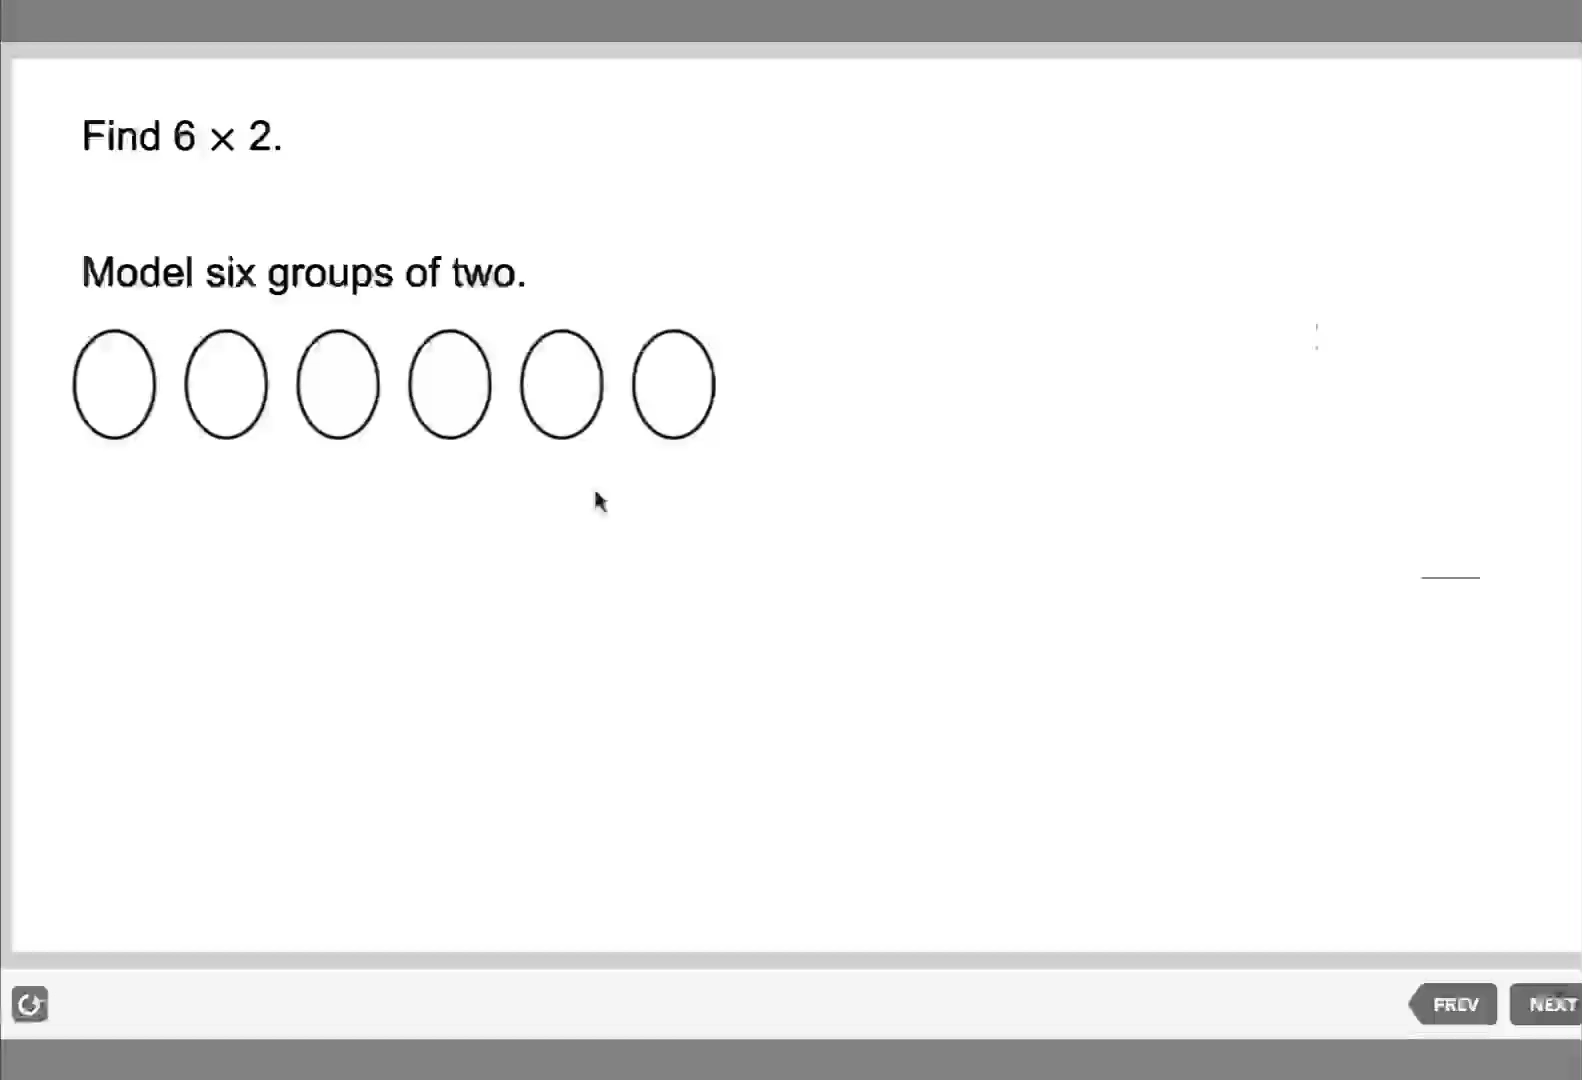 Find 6 × 2.
Model six groups of two.
PREV
NEXT